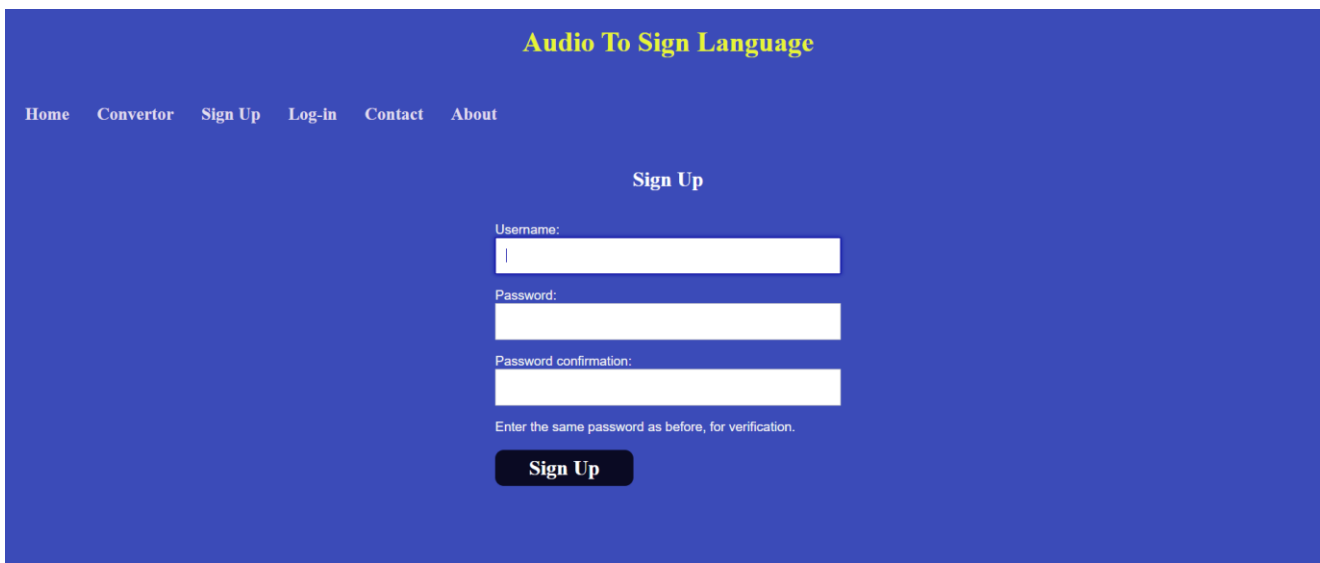 Audio To Sign Language
Home Convertor Sign Up Log-in Contact About
Sign Up
Username:
Password:
Password confirmation:
Enter the same password as before, for verification.
Sign Up